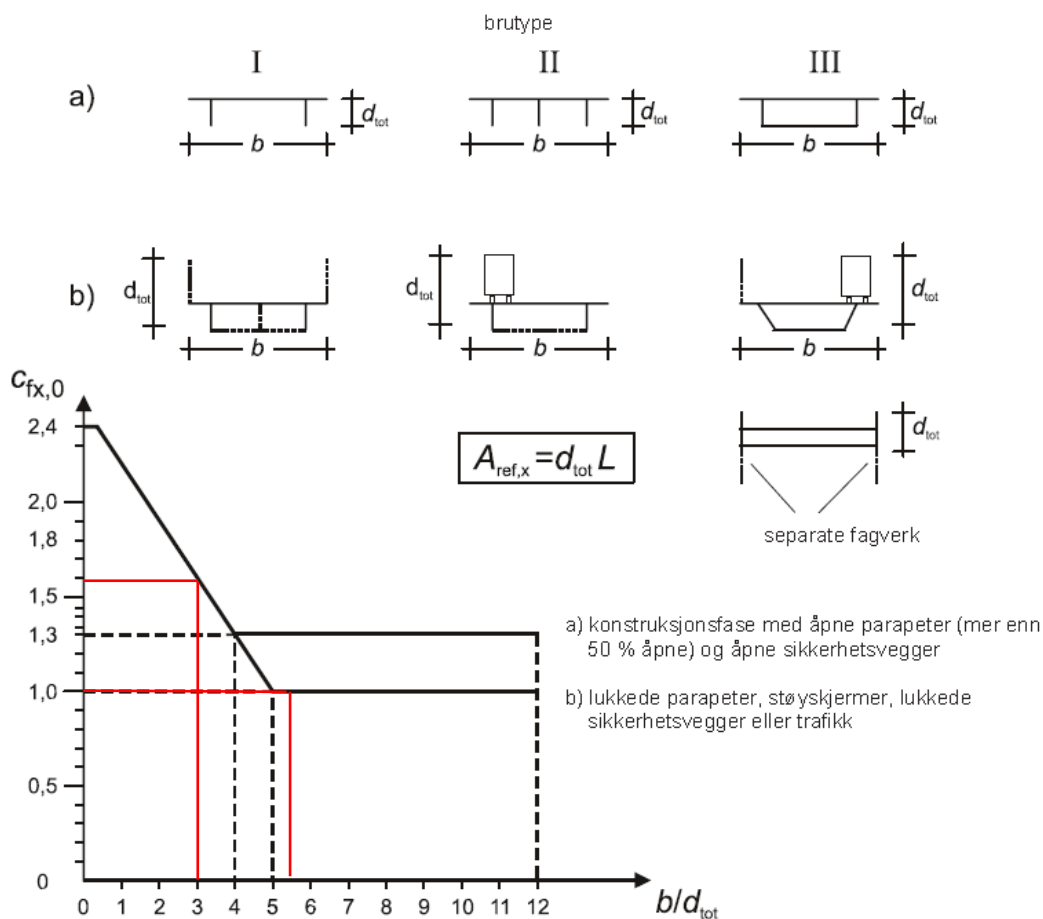 brutype
I II III
a) d_tot d_tot d_tot
b b b
b) d_tot d_tot d_tot
b b b
c_fx,0
2,4
2,0
1,8
1,5
1,3
1,0
0,5
0
A_ref,x = d_tot L
d_tot
separate fagverk
a) konstruksjonsfase med åpne parapeter (mer enn
50 % åpne) og åpne sikkerhetsvegger
b) lukkede parapeter, støyskjermer, lukkede
sikkerhetsvegger eller trafikk
0 1 2 3 4 5 6 7 8 9 10 11 12
b/d_tot